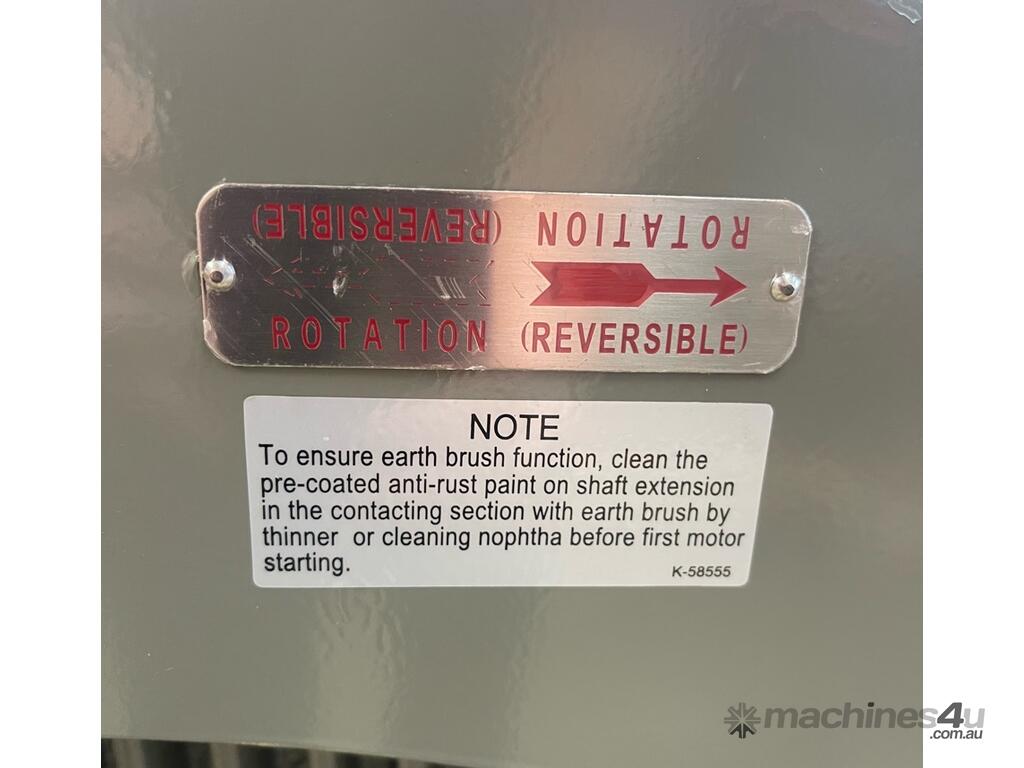 ROTATION (REVERSIBLE)
ROTATION (REVERSIBLE)
NOTE
To ensure earth brush function, clean the
pre-coated anti-rust paint on shaft extension
in the contacting section with earth brush by
thinner or cleaning nophtha before first motor
starting.
K-58555
machines4u
.com.au